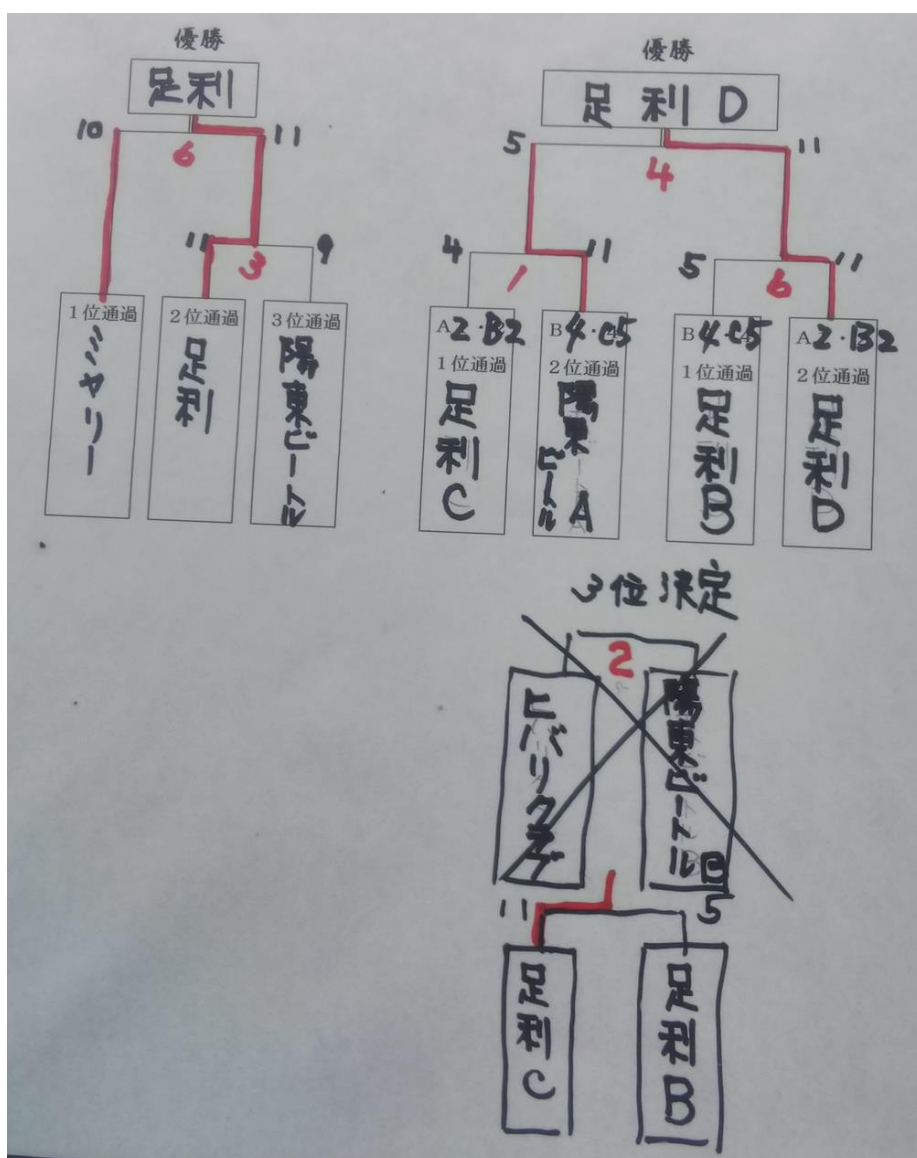 優勝
足利
10
11
6
11
9
3
1位通過
ミヤリー
2位通過
足利
3位通過
陽東ビートル
優勝
足利D
5
11
4
4
11
1
5
11
6
A2・B2
1位通過
足利C
B4・C5
2位通過
陽東ビートルA
B4・C5
1位通過
足利B
A2・B2
2位通過
足利D
3位決定
2
ヒバリクラブ
陽東ビートルB
11
5
足利C
足利B